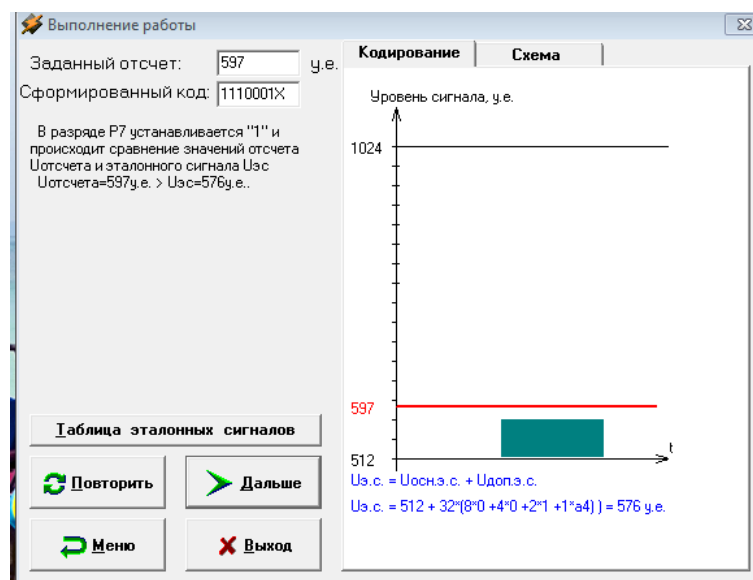 Выполнение работы
Заданный отсчет: 597 у.е.
Сформированный код: 1110001X
В разряде Р7 устанавливается "1" и
происходит сравнение значений отсчета
Uотсчета и эталонного сигнала Uэс
Uотсчета=597у.е. > Uэс=576у.е..
Таблица эталонных сигналов
Повторить
Дальше
Меню
Выход
Кодирование
Схема
Уровень сигнала, у.е.
1024
597
512
t
Uэ.с. = Uосн.э.с. + Uдоп.э.с.
Uэ.с. = 512 + 32*(8*0 +4*0 +2*1 +1*a4) ) = 576 у.е.